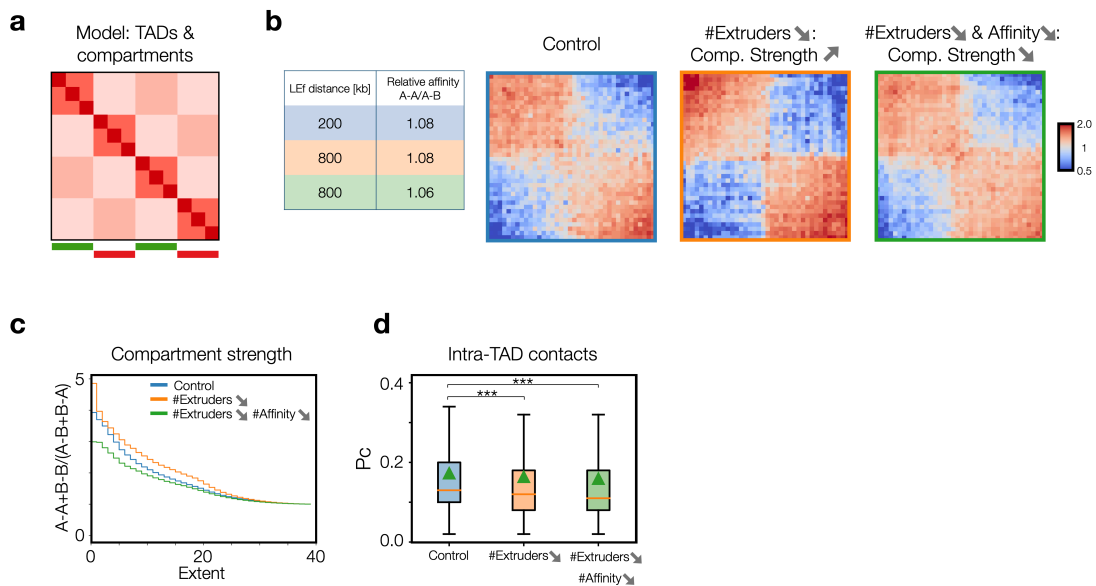 a
Model: TADs &
compartments
b
LEf distance [kb]
Relative affinity
A-A/A-B
200
1.08
800
1.08
800
1.06
Control
#Extruders ↘:
Comp. Strength ↗
#Extruders↘ & Affinity↘:
Comp. Strength ↘
2.0
1
0.5
c
Compartment strength
A-A+B-B/(A-B+B-A)
5
0
Control
#Extruders ↘
#Extruders ↘ #Affinity ↘
0
20
40
Extent
d
Intra-TAD contacts
Pc
0.4
0.2
0.0
***
***
Control
#Extruders↘
#Extruders↘
#Affinity↘